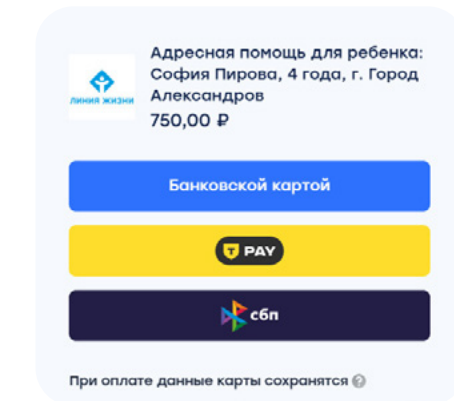 ЛИНИЯ ЖИЗНИ
Адресная помощь для ребенка:
София Пирова, 4 года, г. Город
Александров
750,00 ₽
Банковской картой
T PAY
сбп
При оплате данные карты сохранятся ?